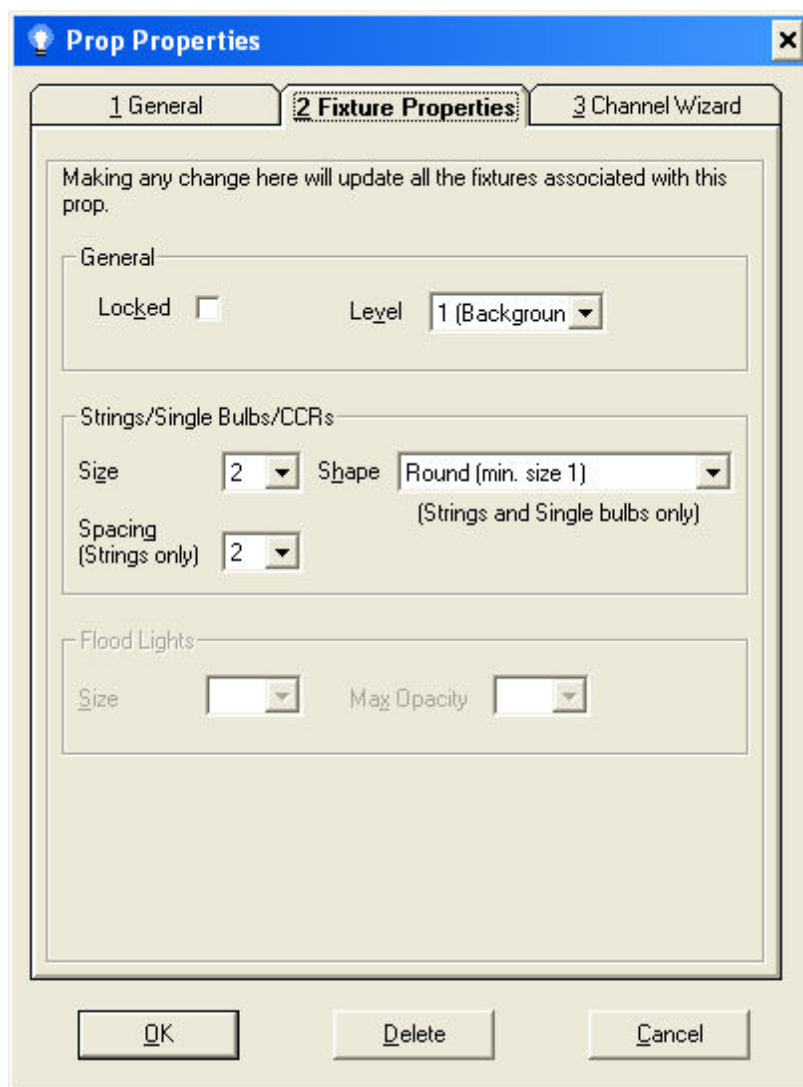 Prop Properties
1 General
2 Fixture Properties
3 Channel Wizard
Making any change here will update all the fixtures associated with this
prop.
General
Locked
Level
1 (Backgroun
Strings/Single Bulbs/CCRs
Size
2
Shape
Round (min. size 1)
(Strings and Single bulbs only)
Spacing
(Strings only)
2
Flood Lights
Size
Max Opacity
OK
Delete
Cancel